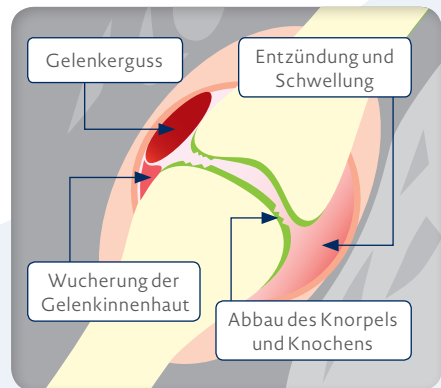 Gelenkerguss
Entzündung und
Schwellung
Wucherung der
Gelenkinnenhaut
Abbau des Knorpels
und Knochens